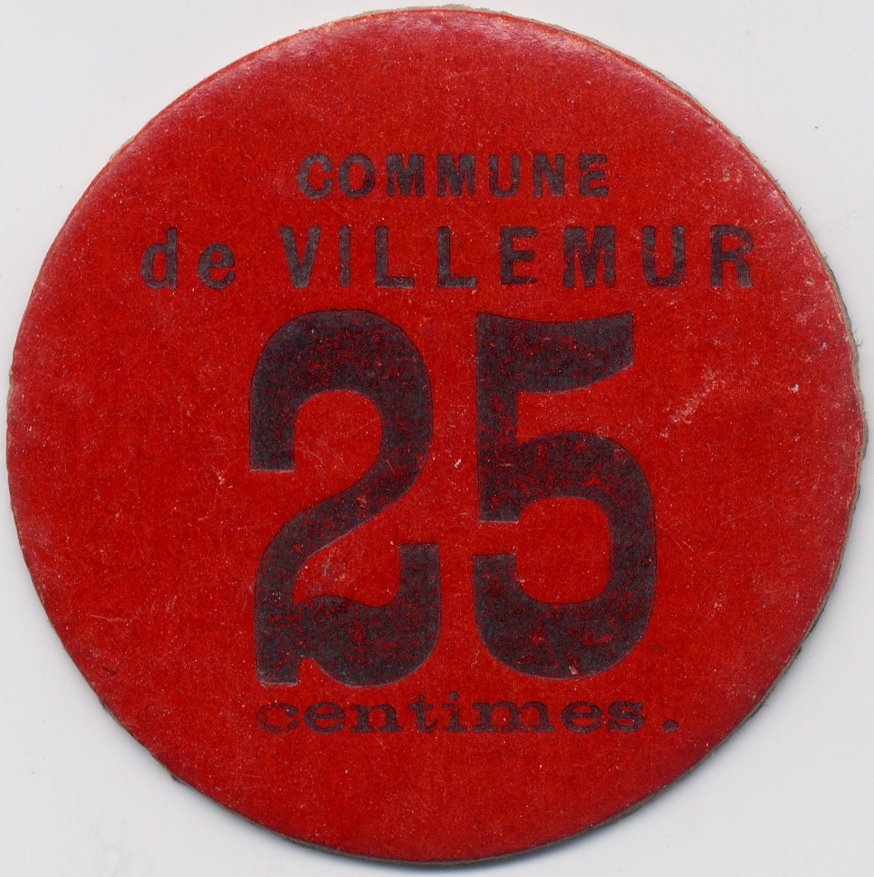 COMMUNE
de VILLEMUR
25
centimes.